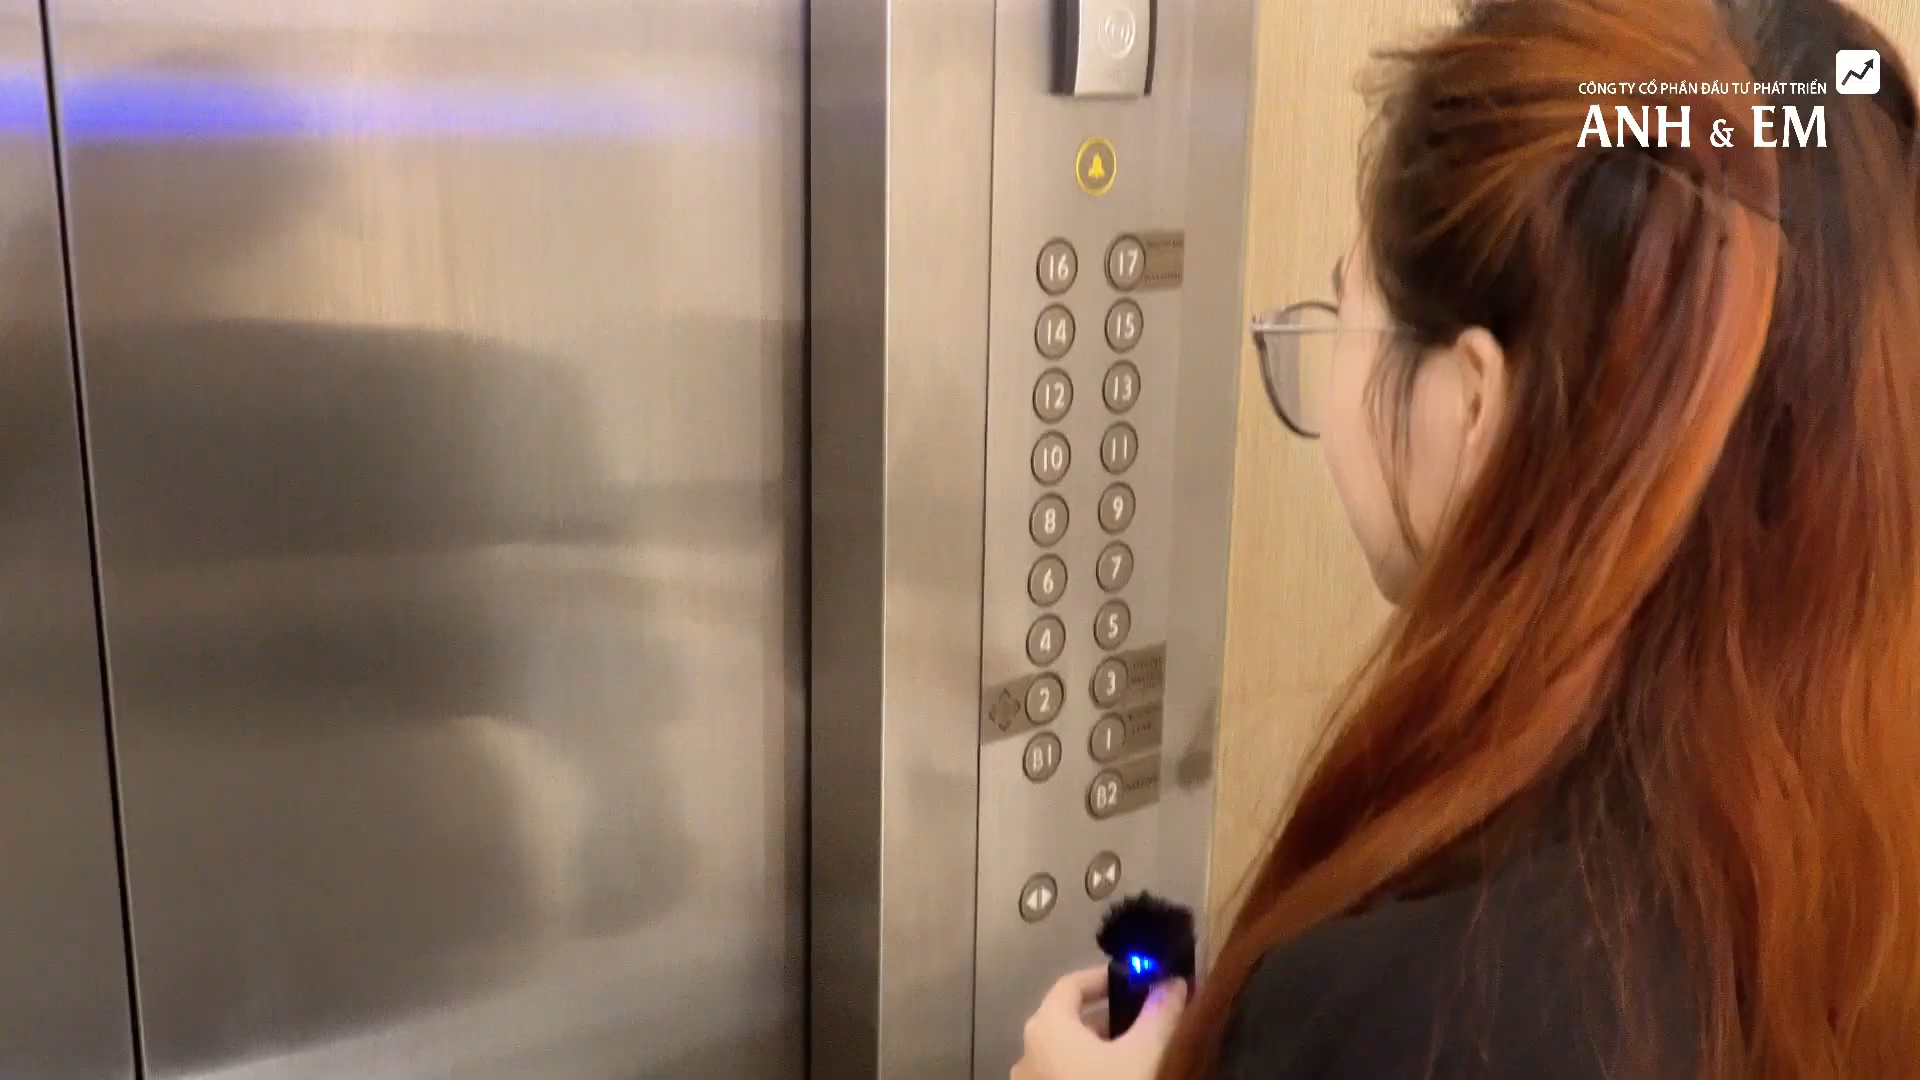 CÔNG TY CỔ PHẦN ĐẦU TƯ PHÁT TRIỂN
ANH & EM
16 17
14 15
12 13
10 11
8 9
6 7
4 5
2 3
B1 1
B2